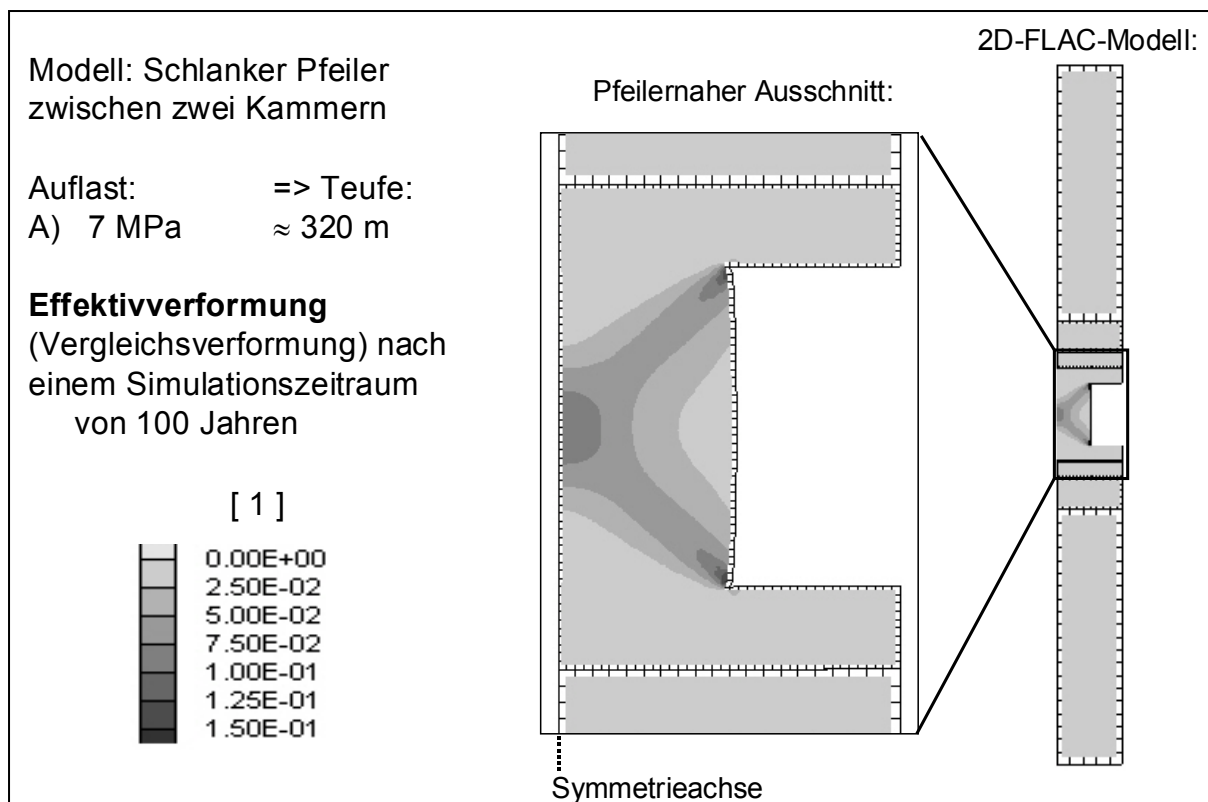 Modell: Schlanker Pfeiler
zwischen zwei Kammern
Auflast: => Teufe:
A) 7 MPa ≈ 320 m
Effektivverformung
(Vergleichsverformung) nach
einem Simulationszeitraum
von 100 Jahren
[ 1 ]
0.00E+00
2.50E-02
5.00E-02
7.50E-02
1.00E-01
1.25E-01
1.50E-01
Pfeilernaher Ausschnitt:
Symmetrieachse
2D-FLAC-Modell: